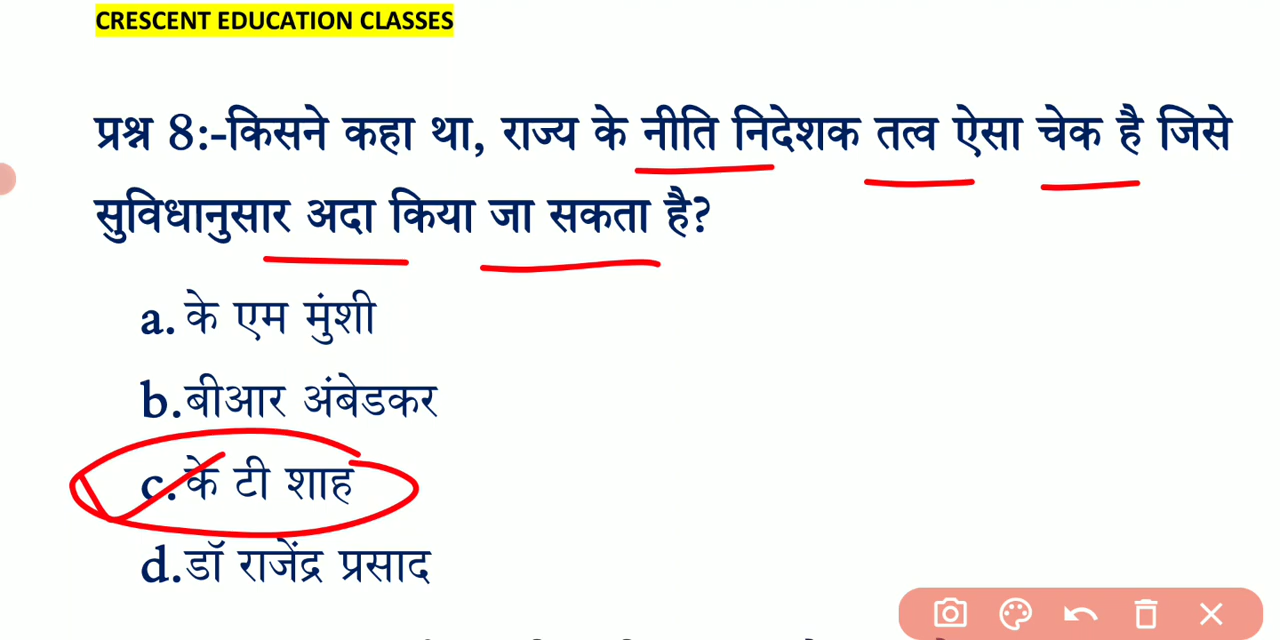 CRESCENT EDUCATION CLASSES
प्रश्न 8:-किसने कहा था, राज्य के नीति निदेशक तत्व ऐसा चेक है जिसे
सुविधानुसार अदा किया जा सकता है?
a. के एम मुंशी
b. बीआर अंबेडकर
c. के टी शाह
d. डॉ राजेंद्र प्रसाद